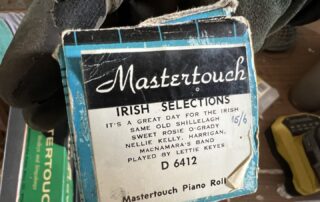 Mastertouch
IRISH SELECTIONS
IT'S A GREAT DAY FOR THE IRISH
SAME OLD SHILLELAGH
15/6
SWEET ROSIE O'GRADY
NELLIE KELLY, HARRIGAN,
MACNAMARA'S BAND
PLAYED BY LETTIE KEYES
D 6412
Mastertouch Piano Roll
MASTERTOUCH